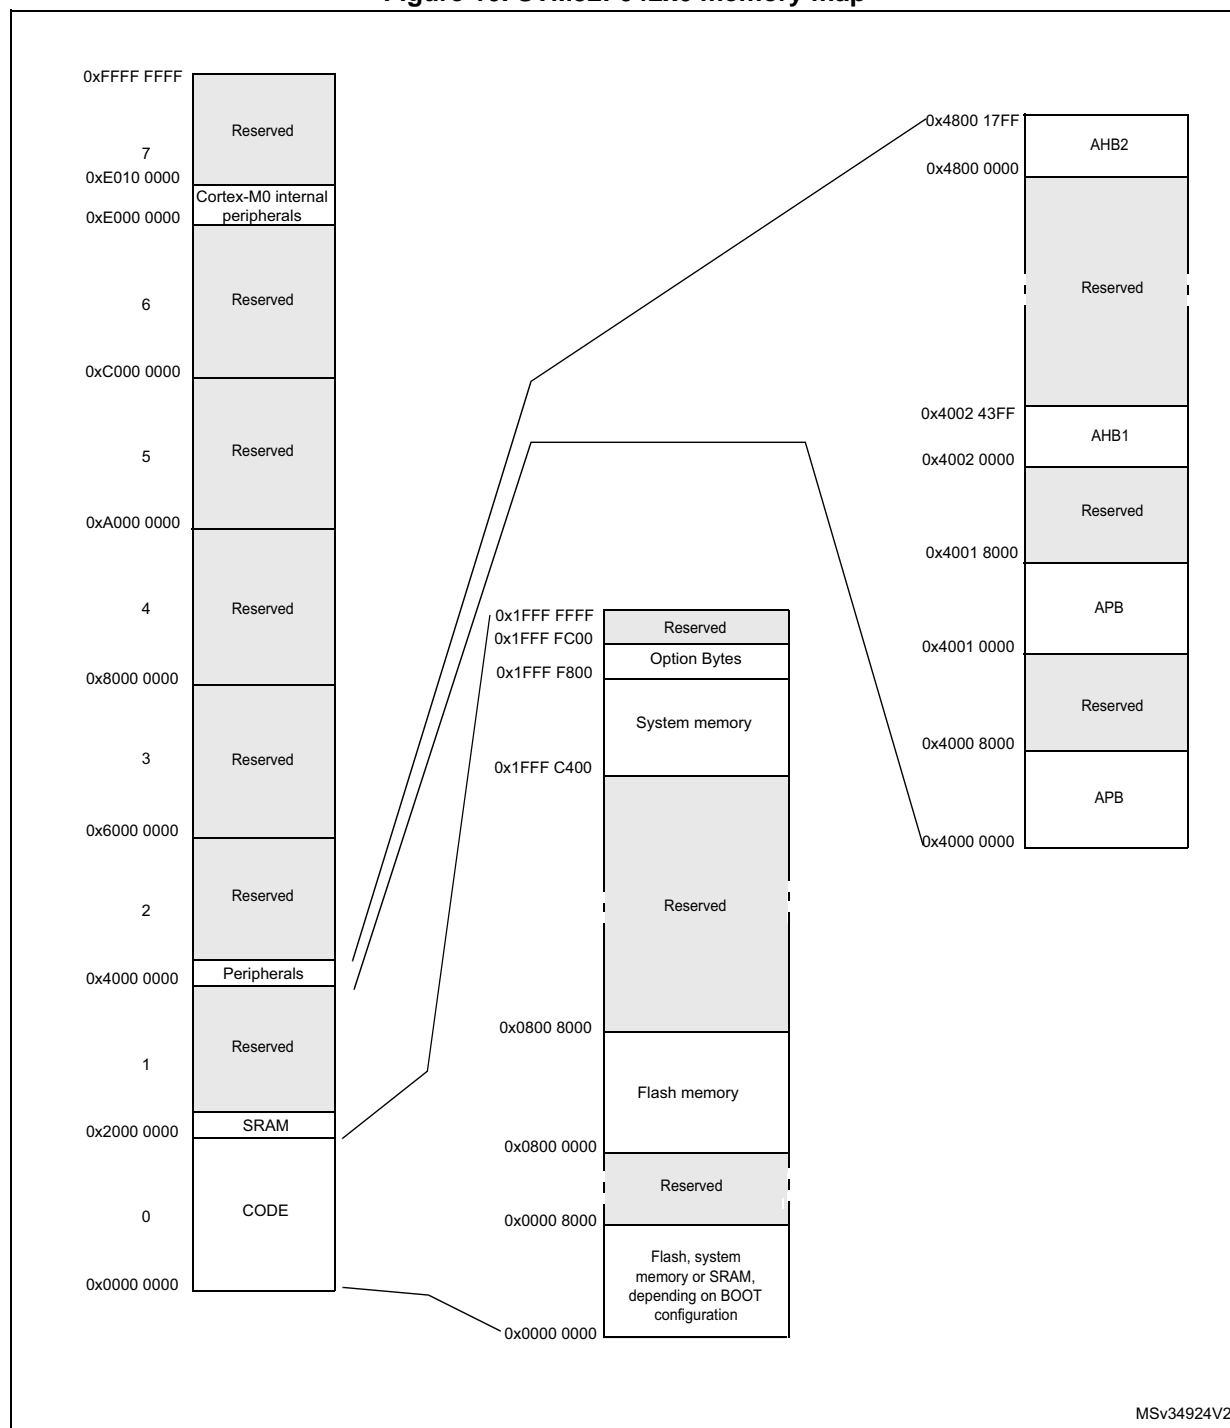 0xFFFF FFFF
Reserved
7
0xE010 0000
Cortex-M0 internal
peripherals
0xE000 0000
6
Reserved
0xC000 0000
5
Reserved
0xA000 0000
4
Reserved
0x8000 0000
3
Reserved
0x6000 0000
2
Reserved
0x4000 0000
Peripherals
1
Reserved
0x2000 0000
SRAM
0
CODE
0x0000 0000
0x1FFF FFFF
Reserved
0x1FFF FC00
Option Bytes
0x1FFF F800
System memory
0x1FFF C400
Reserved
0x0800 8000
Flash memory
0x0800 0000
Reserved
0x0000 8000
Flash, system
memory or SRAM,
depending on BOOT
configuration
0x0000 0000
0x4800 17FF
AHB2
0x4800 0000
Reserved
0x4002 43FF
AHB1
0x4002 0000
Reserved
0x4001 8000
APB
0x4001 0000
Reserved
0x4000 8000
APB
0x4000 0000
MSv34924V2